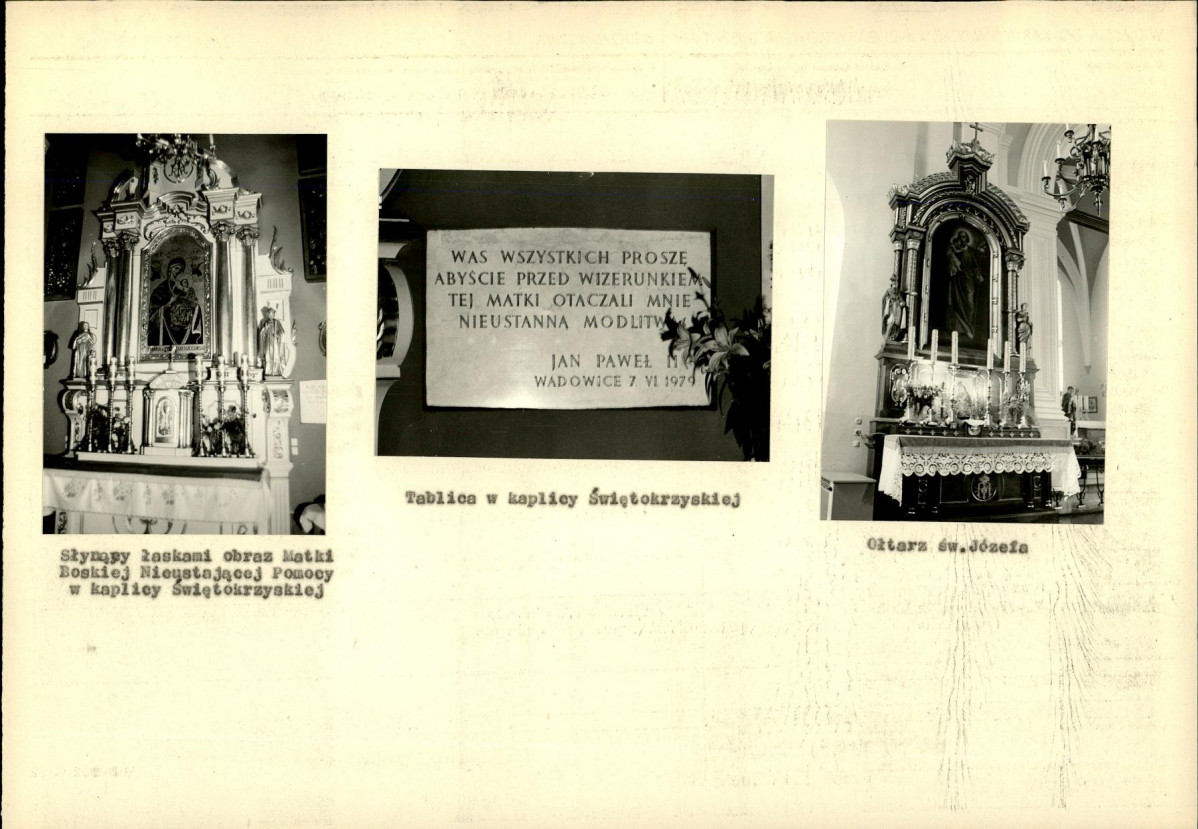 Słynący łaskami obraz Matki
Boskiej Nieustającej Pomocy
w kaplicy Świętokrzyskiej
WAS WSZYSTKICH PROSZĘ
ABYŚCIE PRZED WIZERUNKIEM
TEJ MATKI OTACZALI MNIE
NIEUSTANNĄ MODLITW
JAN PAWEŁ II
WADOWICE 7 VI 1979
Tablica w kaplicy Świętokrzyskiej
Ołtarz św.Józefa